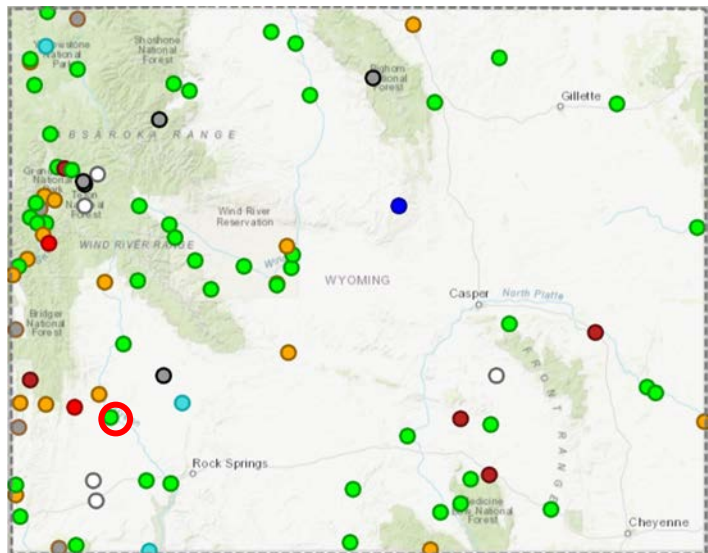 Yellowstone
National
Park
Shoshone
National
Forest
Bighorn
National
Forest
Gillette
ABSAROKA RANGE
Grand
National
Park
Teton
National
Forest
Wind River
Reservation
WIND RIVER RANGE
Wind
WYOMING
Casper
North Platte
Bridger
National
Forest
FRONT RANGE
Rock Springs
Medicine
Bow National
Forest
Cheyenne